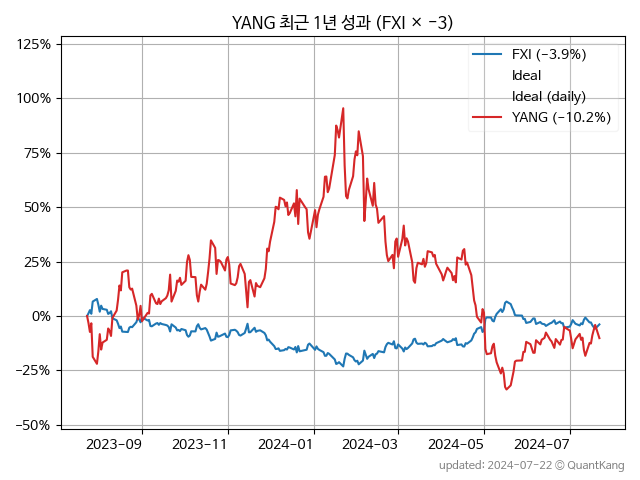 YANG 최근 1년 성과 (FXI × -3)
125%
100%
75%
50%
25%
0%
-25%
-50%
FXI (-3.9%)
Ideal
Ideal (daily)
YANG (-10.2%)
2023-09
2023-11
2024-01
2024-03
2024-05
2024-07
updated: 2024-07-22 © QuantKang